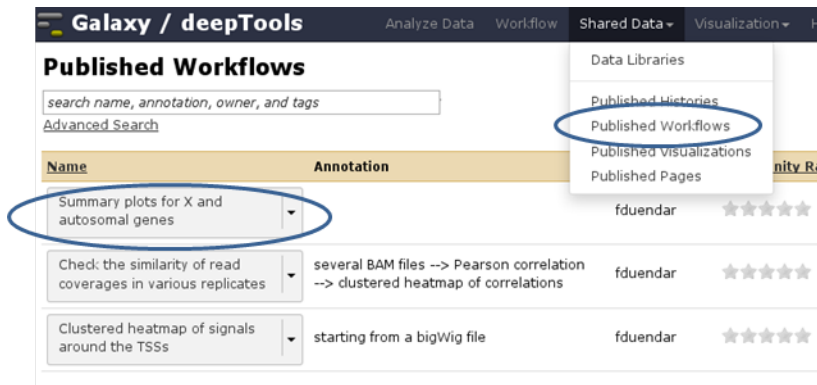 Galaxy / deepTools
Analyze Data Workflow Shared Data Visualization
Data Libraries
Published Histories
Published Workflows
Published Visualizations
Published Pages
Published Workflows
search name, annotation, owner, and tags
Advanced Search
Name Annotation
Summary plots for X and
autosomal genes
fduendar
Check the similarity of read
coverages in various replicates
several BAM files --> Pearson correlation
--> clustered heatmap of correlations
fduendar
Clustered heatmap of signals
around the TSSs
starting from a bigWig file
fduendar